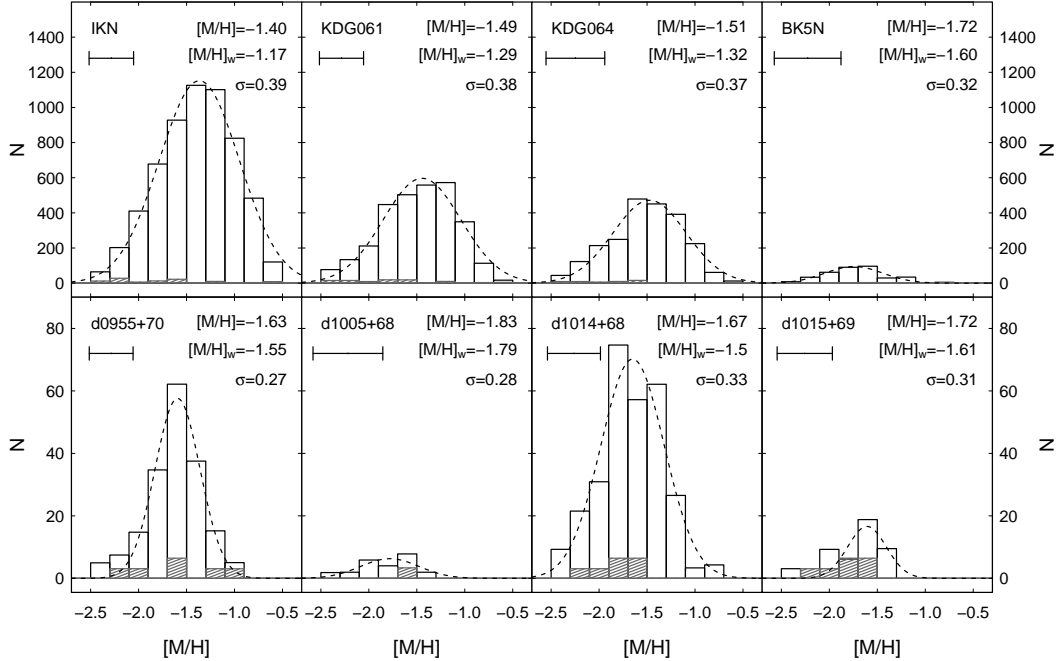 IKN
[M/H]=−1.40
[M/H]w=−1.17
σ=0.39
KDG061
[M/H]=−1.49
[M/H]w=−1.29
σ=0.38
KDG064
[M/H]=−1.51
[M/H]w=−1.32
σ=0.37
BK5N
[M/H]=−1.72
[M/H]w=−1.60
σ=0.32
1400
1200
1000
800
600
400
200
0
N
1400
1200
1000
800
600
400
200
0
N
d0955+70
[M/H]=−1.63
[M/H]w=−1.55
σ=0.27
d1005+68
[M/H]=−1.83
[M/H]w=−1.79
σ=0.28
d1014+68
[M/H]=−1.67
[M/H]w=−1.5
σ=0.33
d1015+69
[M/H]=−1.72
[M/H]w=−1.61
σ=0.31
80
60
40
20
0
N
80
60
40
20
0
N
−2.5 −2.0 −1.5 −1.0 −0.5
−2.5 −2.0 −1.5 −1.0 −0.5
−2.5 −2.0 −1.5 −1.0 −0.5
−2.5 −2.0 −1.5 −1.0 −0.5
[M/H]
[M/H]
[M/H]
[M/H]